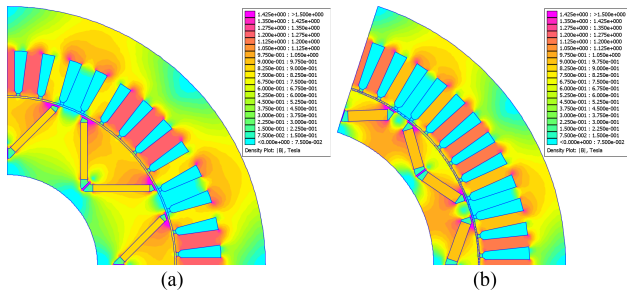 1.425e+000 : >1.500e+000
1.350e+000 : 1.425e+000
1.275e+000 : 1.350e+000
1.200e+000 : 1.275e+000
1.125e+000 : 1.200e+000
1.050e+000 : 1.125e+000
9.750e-001 : 1.050e+000
9.000e-001 : 9.750e-001
8.250e-001 : 9.000e-001
7.500e-001 : 8.250e-001
6.750e-001 : 7.500e-001
6.000e-001 : 6.750e-001
5.250e-001 : 6.000e-001
4.500e-001 : 5.250e-001
3.750e-001 : 4.500e-001
3.000e-001 : 3.750e-001
2.250e-001 : 3.000e-001
1.500e-001 : 2.250e-001
7.500e-002 : 1.500e-001
<0.000e+000 : 7.500e-002
Density Plot: |B|, Tesla
1.425e+000 : >1.500e+000
1.350e+000 : 1.425e+000
1.275e+000 : 1.350e+000
1.200e+000 : 1.275e+000
1.125e+000 : 1.200e+000
1.050e+000 : 1.125e+000
9.750e-001 : 1.050e+000
9.000e-001 : 9.750e-001
8.250e-001 : 9.000e-001
7.500e-001 : 8.250e-001
6.750e-001 : 7.500e-001
6.000e-001 : 6.750e-001
5.250e-001 : 6.000e-001
4.500e-001 : 5.250e-001
3.750e-001 : 4.500e-001
3.000e-001 : 3.750e-001
2.250e-001 : 3.000e-001
1.500e-001 : 2.250e-001
7.500e-002 : 1.500e-001
<0.000e+000 : 7.500e-002
Density Plot: |B|, Tesla
(a)
(b)